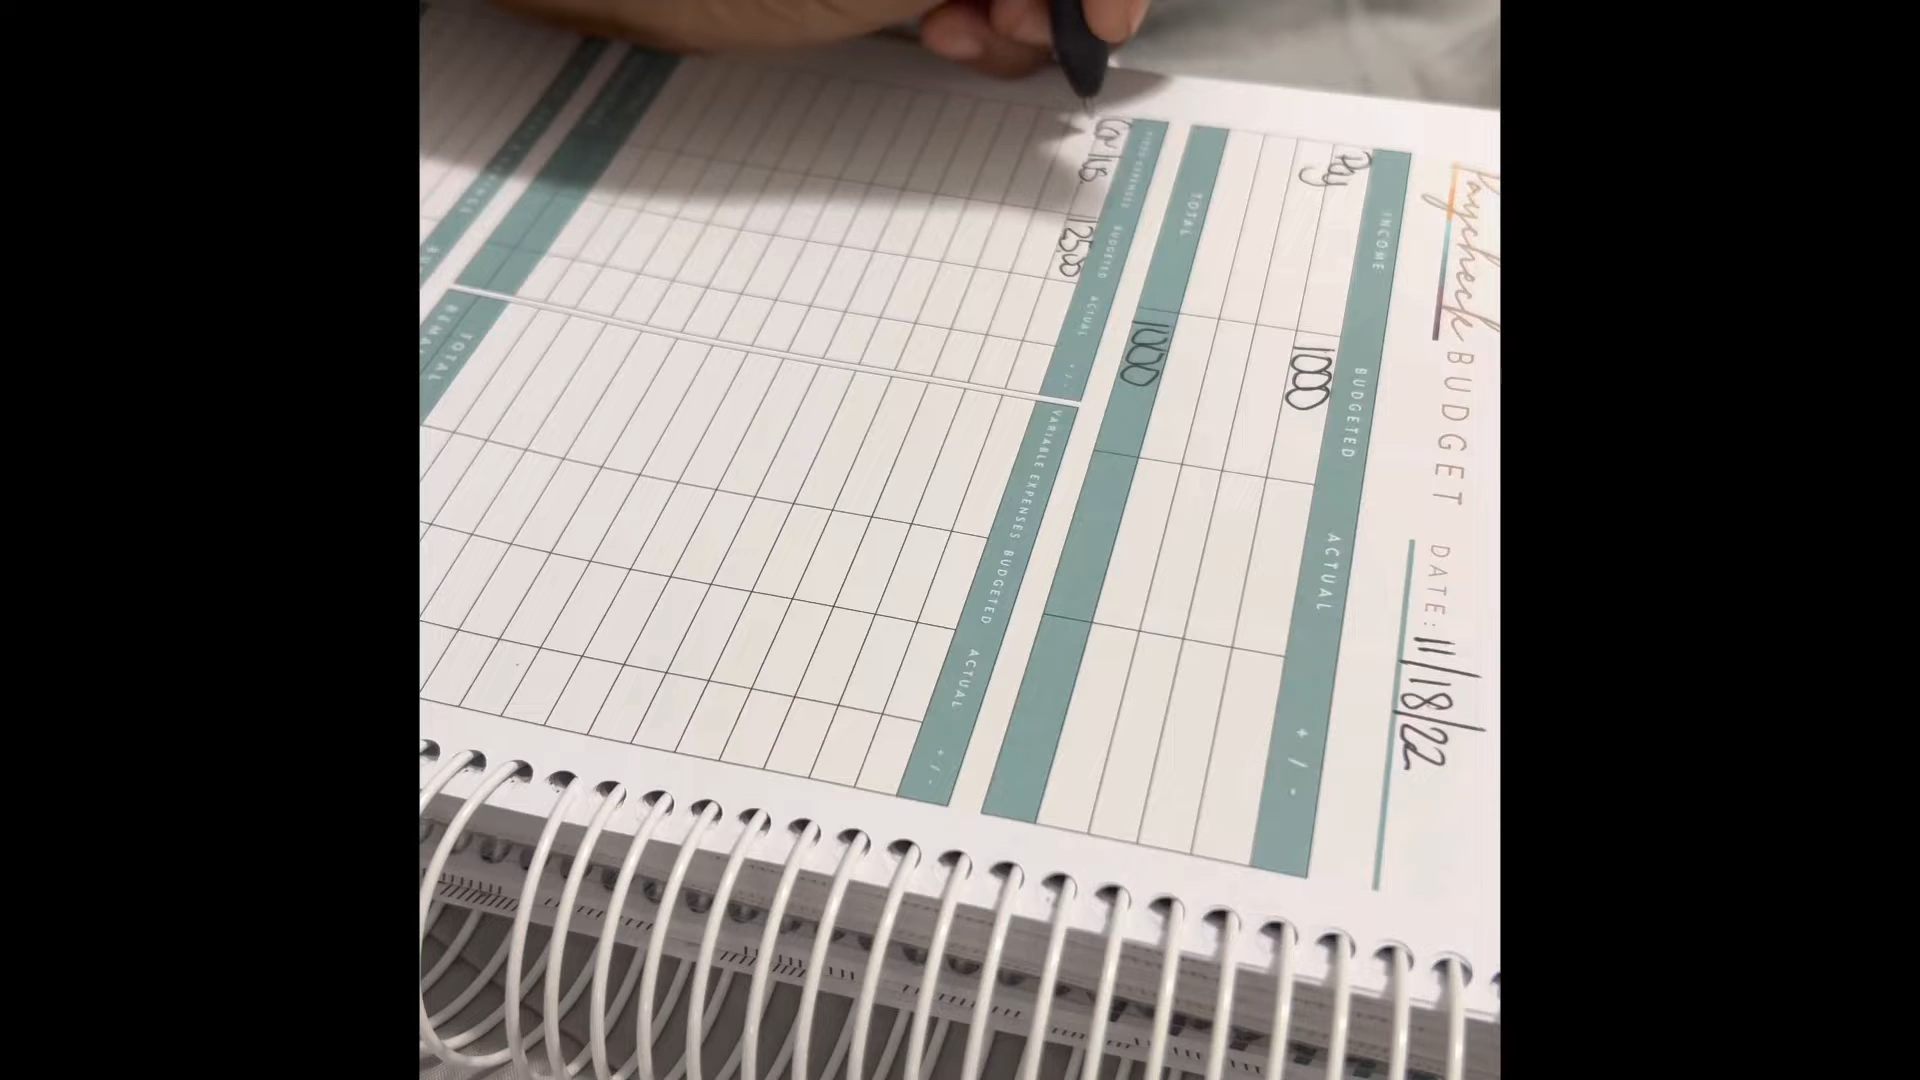 Paycheck BUDGET DATE: 11/18/22
INCOME BUDGETED ACTUAL + / -
Pay 1000
TOTAL 1000
FIXED EXPENSES BUDGETED ACTUAL + / -
Car Ins. 125.00
VARIABLE EXPENSES BUDGETED ACTUAL + / -
TOTAL